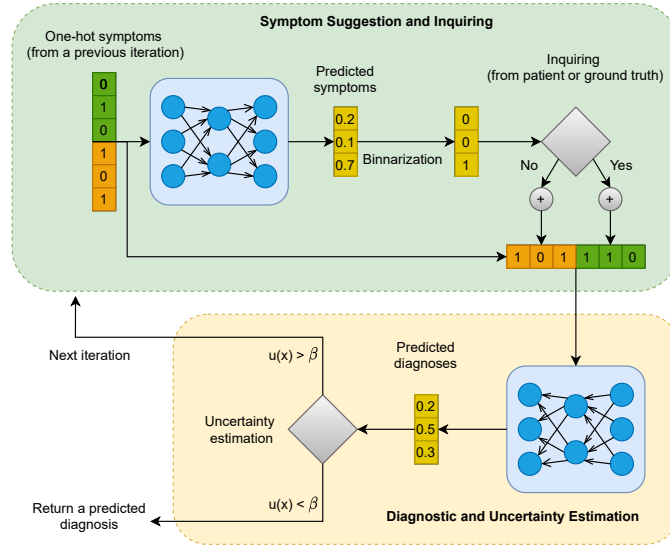 Symptom Suggestion and Inquiring
One-hot symptoms
(from a previous iteration)
0
1
0
1
0
1
Predicted
symptoms
0.2
0.1
0.7
Binnarization
0
0
1
Inquiring
(from patient or ground truth)
No
Yes
+
+
1 0 1 1 1 0
Next iteration
u(x) > β
Predicted
diagnoses
0.2
0.5
0.3
Uncertainty
estimation
u(x) < β
Return a predicted
diagnosis
Diagnostic and Uncertainty Estimation